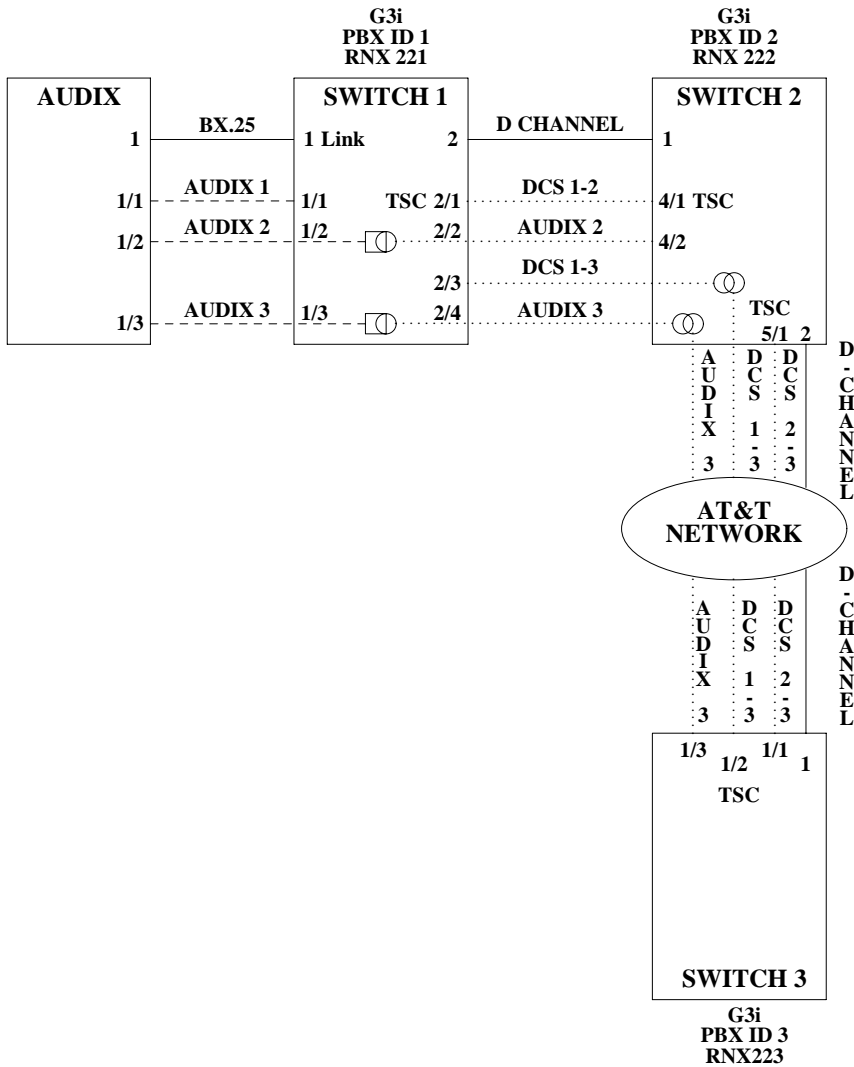 G3i
PBX ID 1
RNX 221
G3i
PBX ID 2
RNX 222
AUDIX
SWITCH 1
SWITCH 2
1
BX.25
1 Link
2
D CHANNEL
1
1/1
AUDIX 1
1/1
TSC 2/1
DCS 1-2
4/1 TSC
1/2
AUDIX 2
1/2
2/2
AUDIX 2
4/2
2/3
DCS 1-3
1/3
AUDIX 3
1/3
2/4
AUDIX 3
TSC
5/1 2
AUDIX 3
DCS 1-3
DCS 2-3
D-CHANNEL
AT&T
NETWORK
AUDIX 3
DCS 1-3
DCS 2-3
D-CHANNEL
1/3
1/2
1/1
1
TSC
SWITCH 3
G3i
PBX ID 3
RNX223